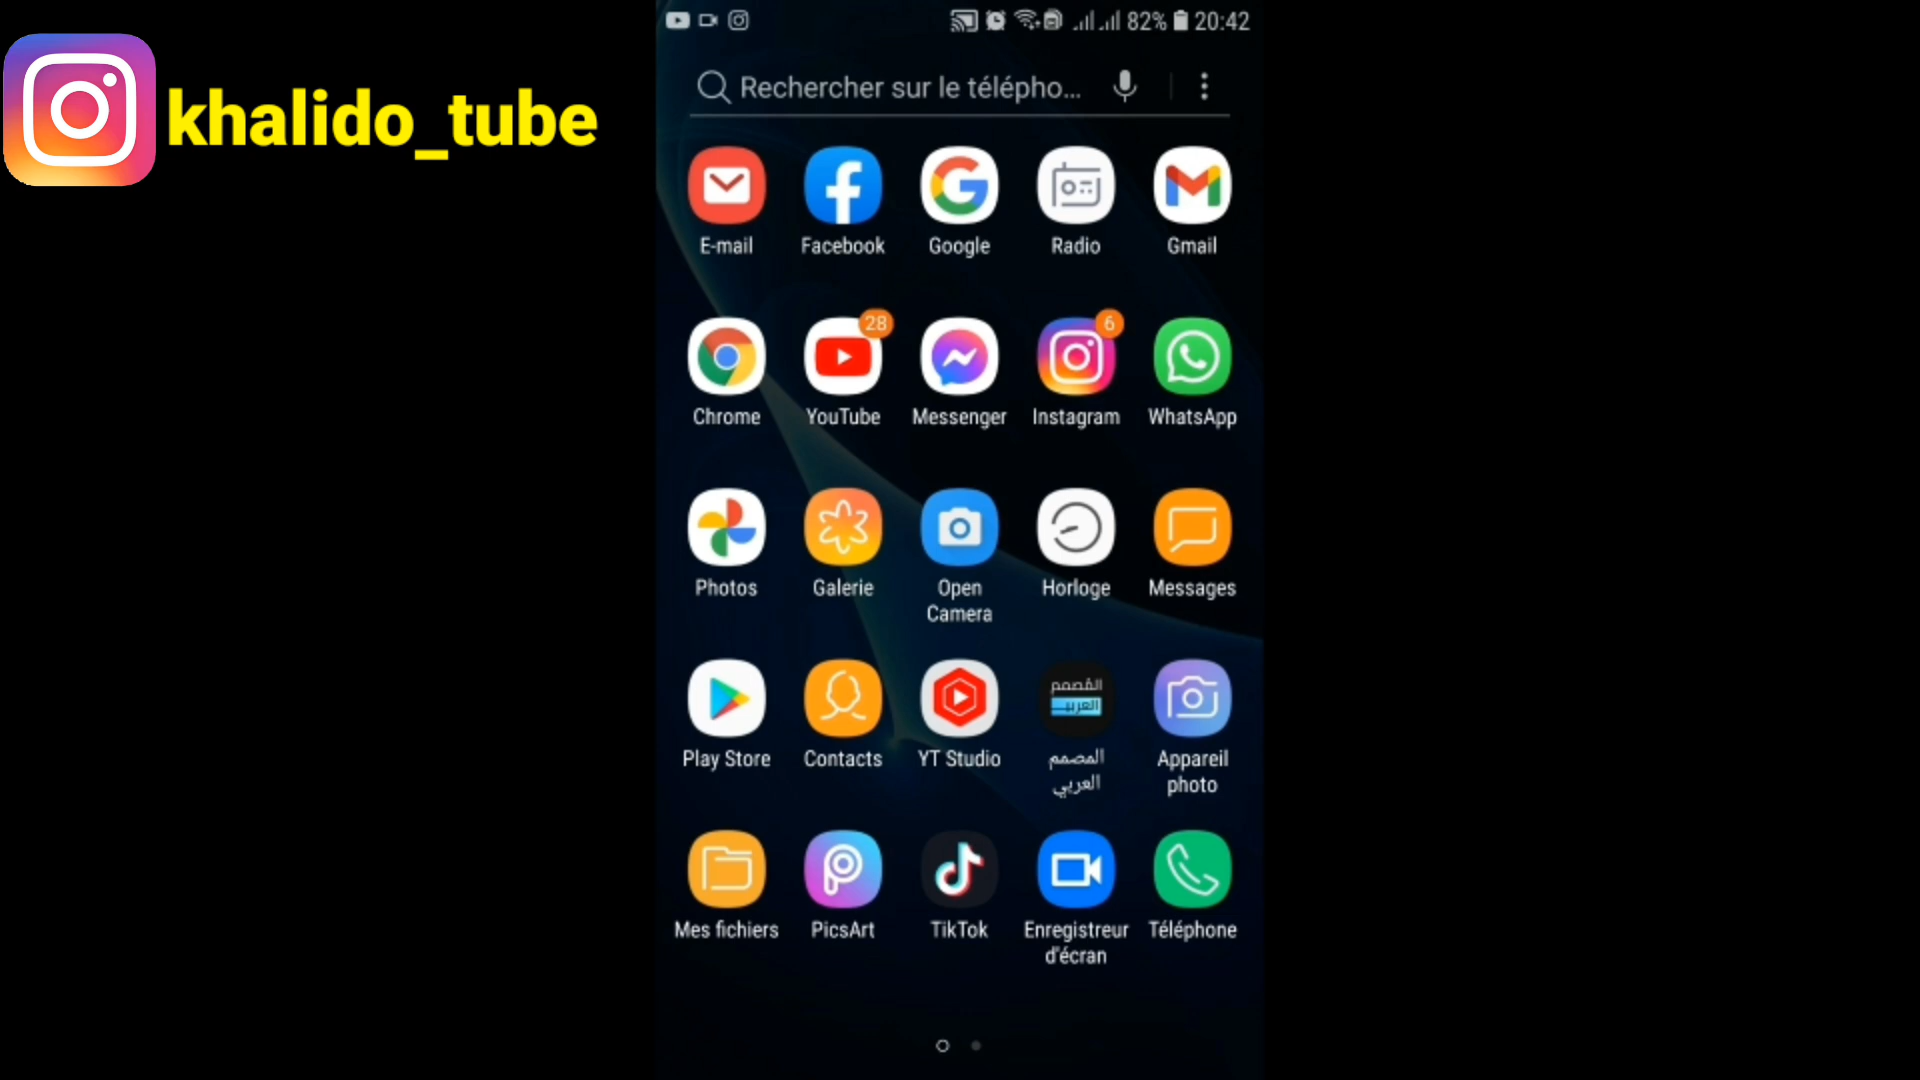 82% 20:42
khalido_tube
Rechercher sur le télépho...
E-mail Facebook Google Radio Gmail
28 6
Chrome YouTube Messenger Instagram WhatsApp
Photos Galerie Open Camera Horloge Messages
المصمم
العربي
Play Store Contacts YT Studio المصمم العربي Appareil photo
Mes fichiers PicsArt TikTok Enregistreur d'écran Téléphone